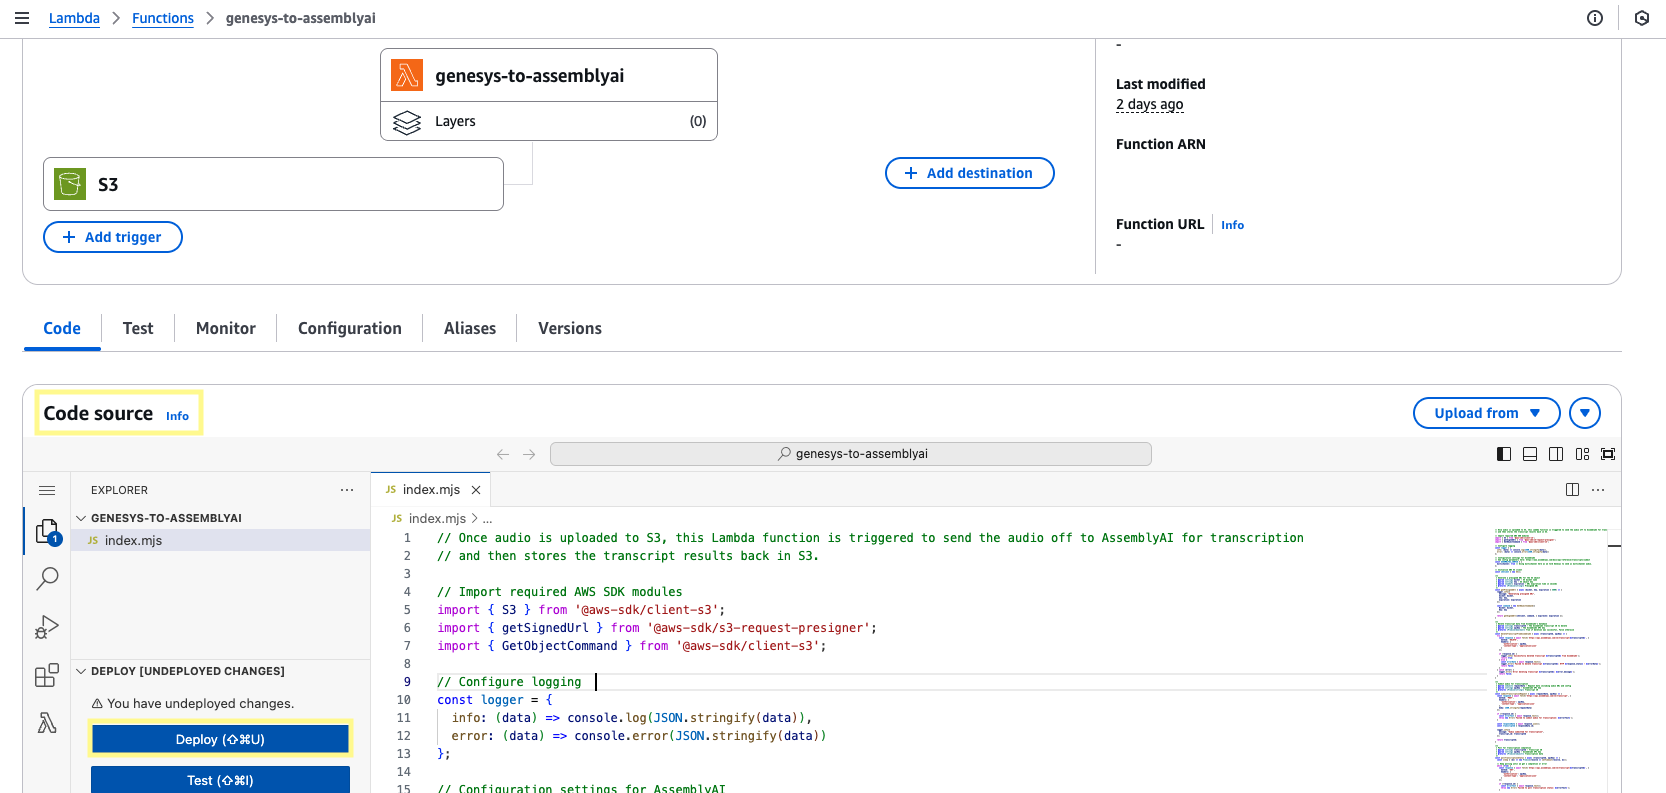 Lambda > Functions > genesys-to-assemblyai
genesys-to-assemblyai
Layers (0)
S3
+ Add trigger
+ Add destination
-
Last modified
2 days ago
Function ARN
Function URL Info
-
Code Test Monitor Configuration Aliases Versions
Code source Info
Upload from
genesys-to-assemblyai
EXPLORER ...
GENESYS-TO-ASSEMBLYAI
JS index.mjs
1
DEPLOY [UNDEPLOYED CHANGES]
You have undeployed changes.
Deploy (⇧⌘U)
Test (⇧⌘I)
JS index.mjs ×
JS index.mjs > ...
1 // Once audio is uploaded to S3, this Lambda function is triggered to send the audio off to AssemblyAI for transcription
2 // and then stores the transcript results back in S3.
3
4 // Import required AWS SDK modules
5 import { S3 } from '@aws-sdk/client-s3';
6 import { getSignedUrl } from '@aws-sdk/s3-request-presigner';
7 import { GetObjectCommand } from '@aws-sdk/client-s3';
8
9 // Configure logging
10 const logger = {
11 info: (data) => console.log(JSON.stringify(data)),
12 error: (data) => console.error(JSON.stringify(data))
13 };
14
15 // Configuration settings for AssemblyAI